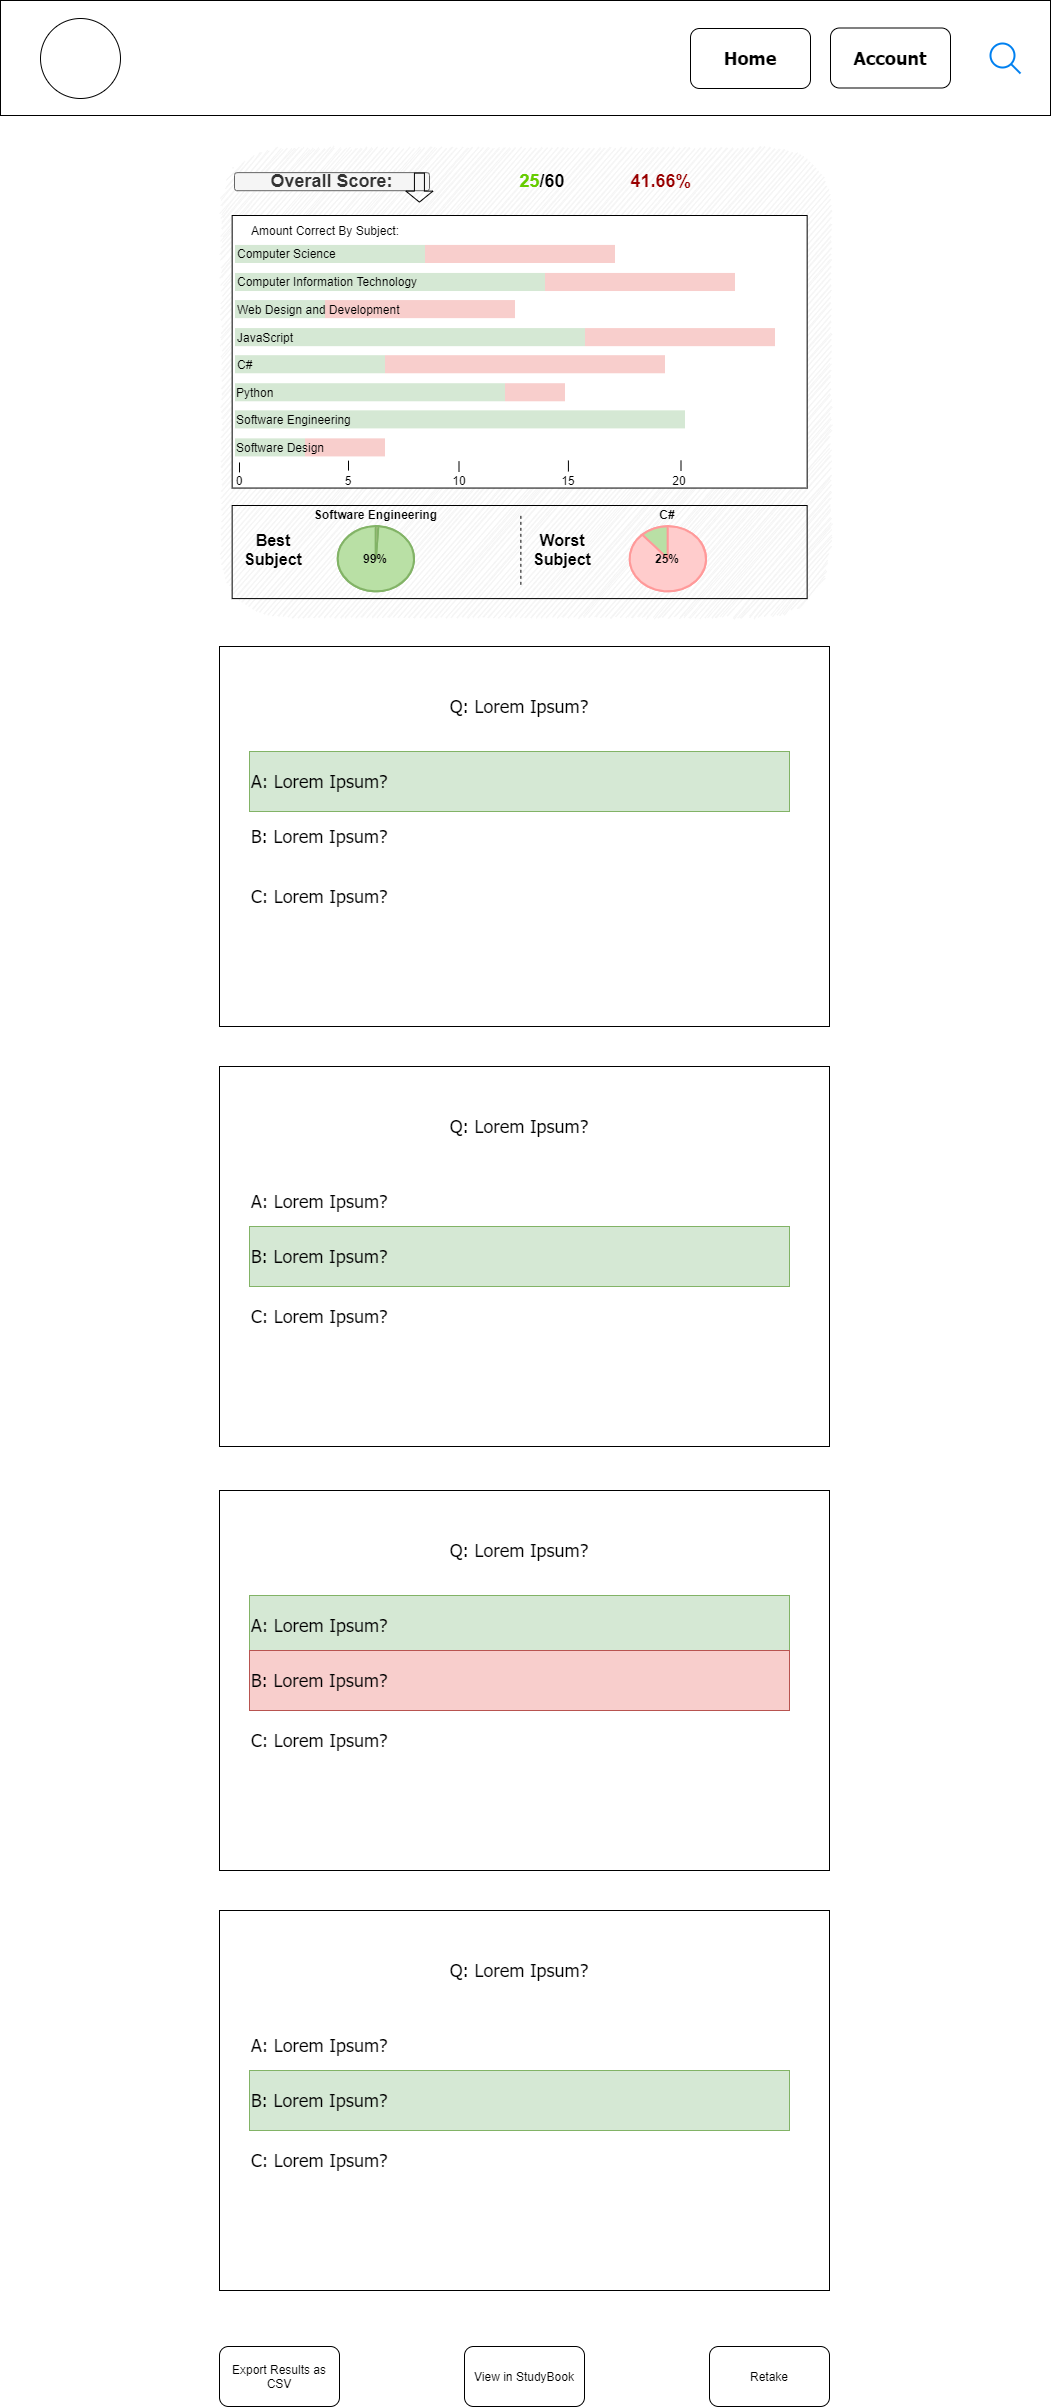 Home
Account
Overall Score:
25/60
41.66%
Amount Correct By Subject:
Computer Science
Computer Information Technology
Web Design and Development
JavaScript
C#
Python
Software Engineering
Software Design
0 5 10 15 20
Software Engineering
Best
Subject
99%
C#
Worst
Subject
25%
Q: Lorem Ipsum?
A: Lorem Ipsum?
B: Lorem Ipsum?
C: Lorem Ipsum?
Q: Lorem Ipsum?
A: Lorem Ipsum?
B: Lorem Ipsum?
C: Lorem Ipsum?
Q: Lorem Ipsum?
A: Lorem Ipsum?
B: Lorem Ipsum?
C: Lorem Ipsum?
Q: Lorem Ipsum?
A: Lorem Ipsum?
B: Lorem Ipsum?
C: Lorem Ipsum?
Export Results as
CSV
View in StudyBook
Retake